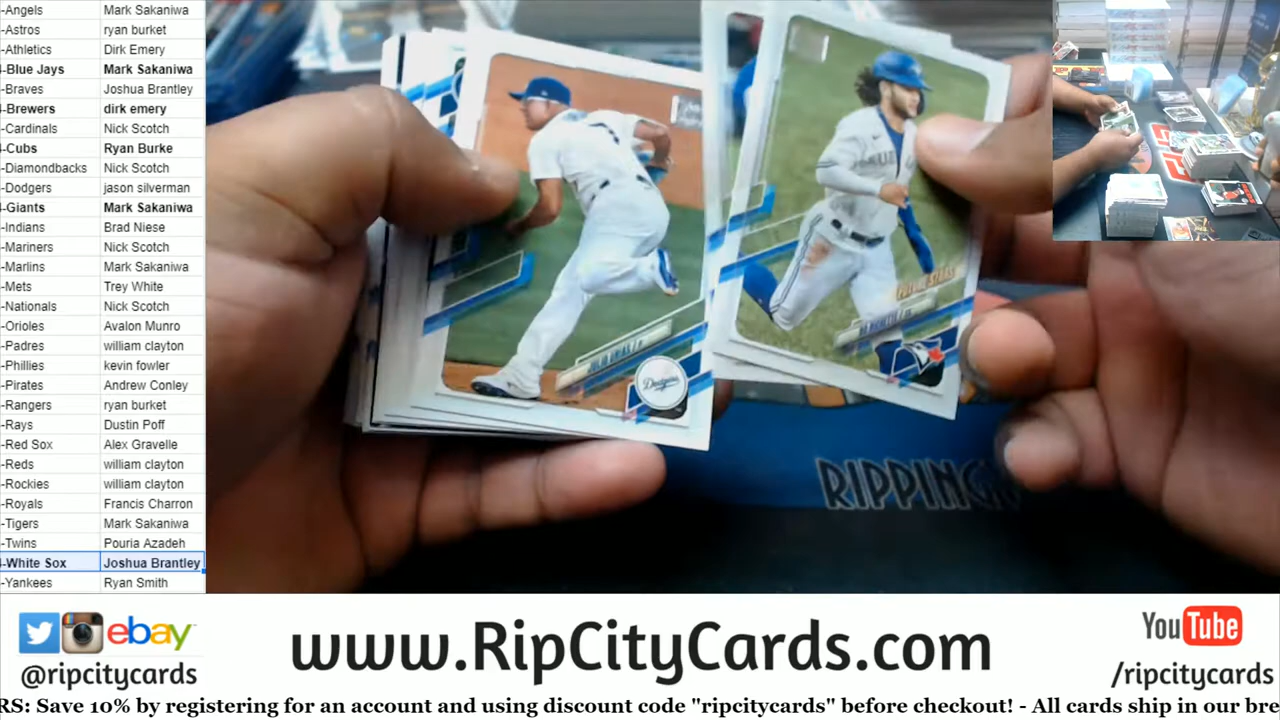 -Angels Mark Sakaniwa
-Astros ryan burket
-Athletics Dirk Emery
-Blue Jays Mark Sakaniwa
-Braves Joshua Brantley
-Brewers dirk emery
-Cardinals Nick Scotch
-Cubs Ryan Burke
-Diamondbacks Nick Scotch
-Dodgers jason silverman
-Giants Mark Sakaniwa
-Indians Brad Niese
-Mariners Nick Scotch
-Marlins Mark Sakaniwa
-Mets Trey White
-Nationals Nick Scotch
-Orioles Avalon Munro
-Padres william clayton
-Phillies kevin fowler
-Pirates Andrew Conley
-Rangers ryan burket
-Rays Dustin Poff
-Red Sox Alex Gravelle
-Reds william clayton
-Rockies william clayton
-Royals Francis Charron
-Tigers Mark Sakaniwa
-Twins Pouria Azadeh
-White Sox Joshua Brantley
-Yankees Ryan Smith
Dodgers
FUTURE STARS
RIPPING
ebay
@ripcitycards
www.RipCityCards.com
YouTube
/ripcitycards
RS: Save 10% by registering for an account and using discount code "ripcitycards" before checkout! - All cards ship in our bre